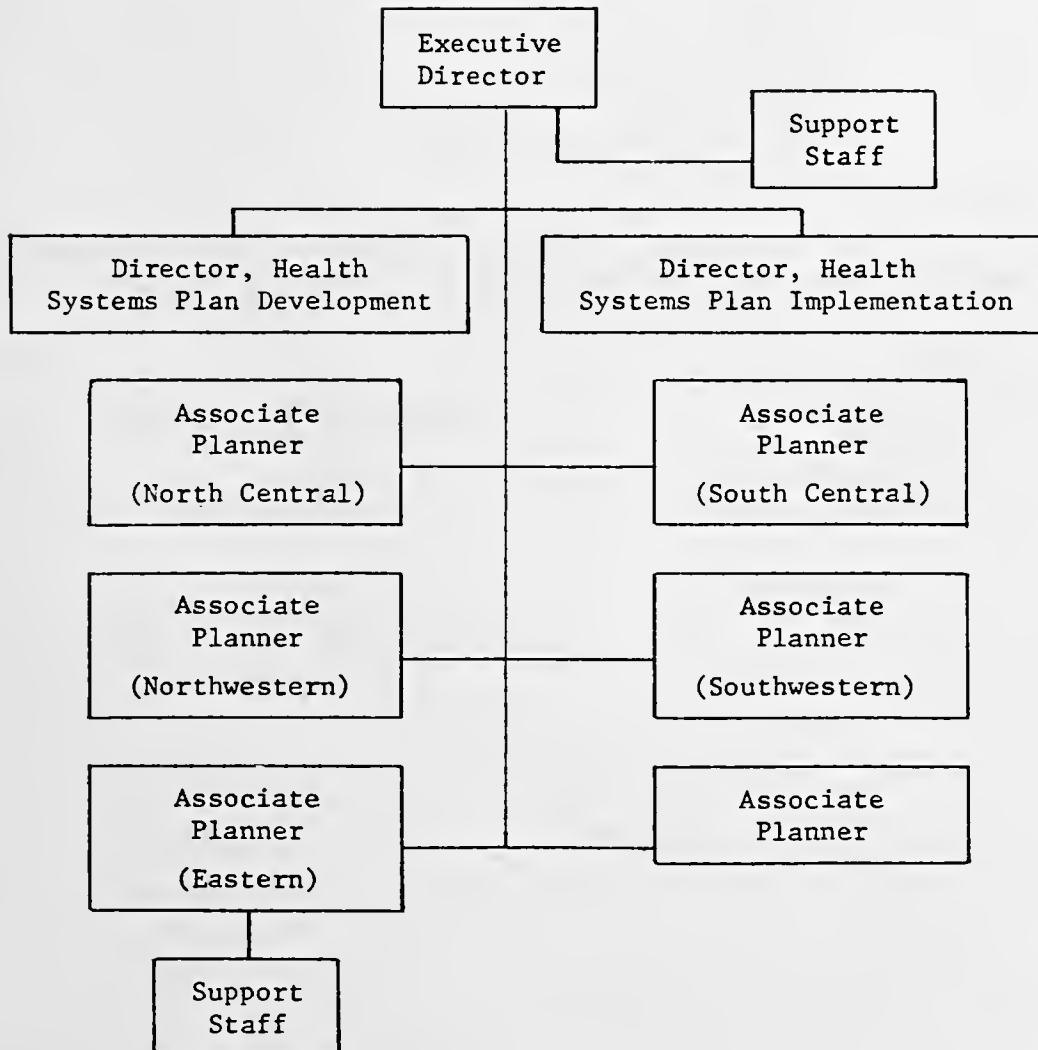 Executive
Director
Support
Staff
Director, Health
Systems Plan Development
Director, Health
Systems Plan Implementation
Associate
Planner
(North Central)
Associate
Planner
(South Central)
Associate
Planner
(Northwestern)
Associate
Planner
(Southwestern)
Associate
Planner
(Eastern)
Associate
Planner
Support
Staff